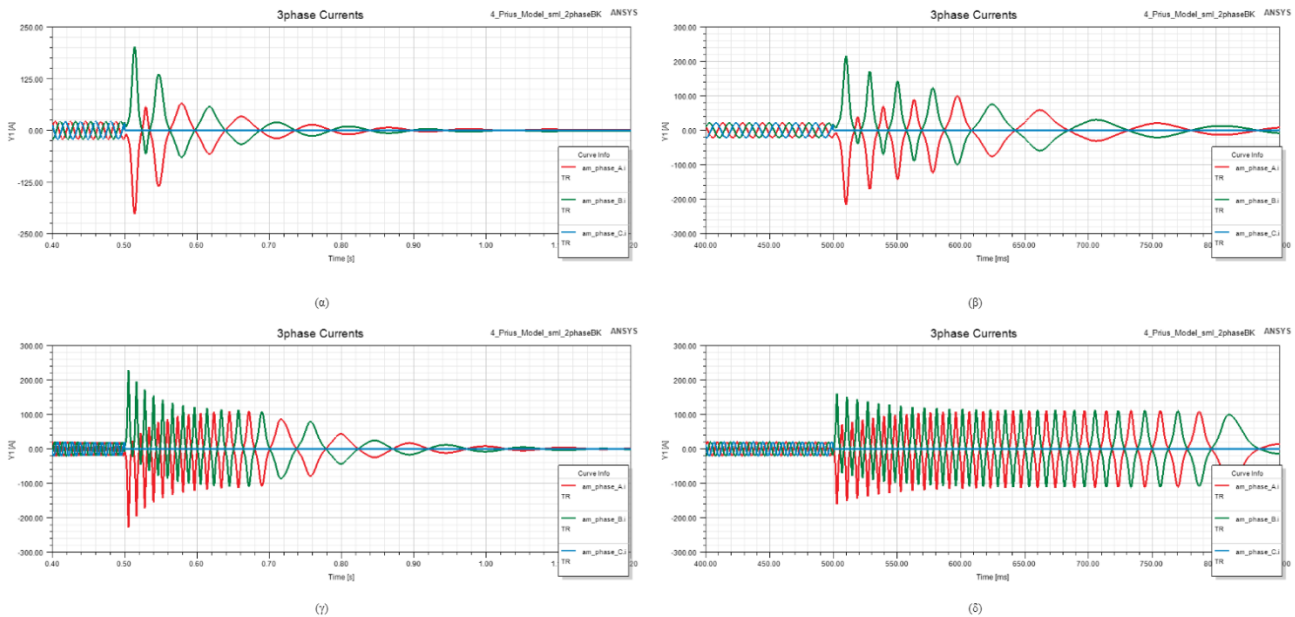 3phase Currents
4_Prius_Model_sml_2phaseBK ANSYS
250.00
125.00
0.00
-125.00
-250.00
Y1 [A]
0.40 0.50 0.60 0.70 0.80 0.90 1.00
Time [s]
Curve Info
am_phase_A.i
TR
am_phase_B.i
TR
am_phase_C.i
TR
(α)
3phase Currents
4_Prius_Model_sml_2phaseBK ANSYS
300.00
200.00
100.00
0.00
-100.00
-200.00
-300.00
Y1 [A]
400.00 450.00 500.00 550.00 600.00 650.00 700.00 750.00
Time [ms]
Curve Info
am_phase_A.i
TR
am_phase_B.i
TR
am_phase_C.i
TR
(β)
3phase Currents
4_Prius_Model_sml_2phaseBK ANSYS
300.00
200.00
100.00
0.00
-100.00
-200.00
-300.00
Y1 [A]
0.40 0.50 0.60 0.70 0.80 0.90 1.00
Time [s]
Curve Info
am_phase_A.i
TR
am_phase_B.i
TR
am_phase_C.i
TR
(γ)
3phase Currents
4_Prius_Model_sml_2phaseBK ANSYS
300.00
200.00
100.00
0.00
-100.00
-200.00
-300.00
Y1 [A]
400.00 450.00 500.00 550.00 600.00 650.00 700.00 750.00
Time [ms]
Curve Info
am_phase_A.i
TR
am_phase_B.i
TR
am_phase_C.i
TR
(δ)